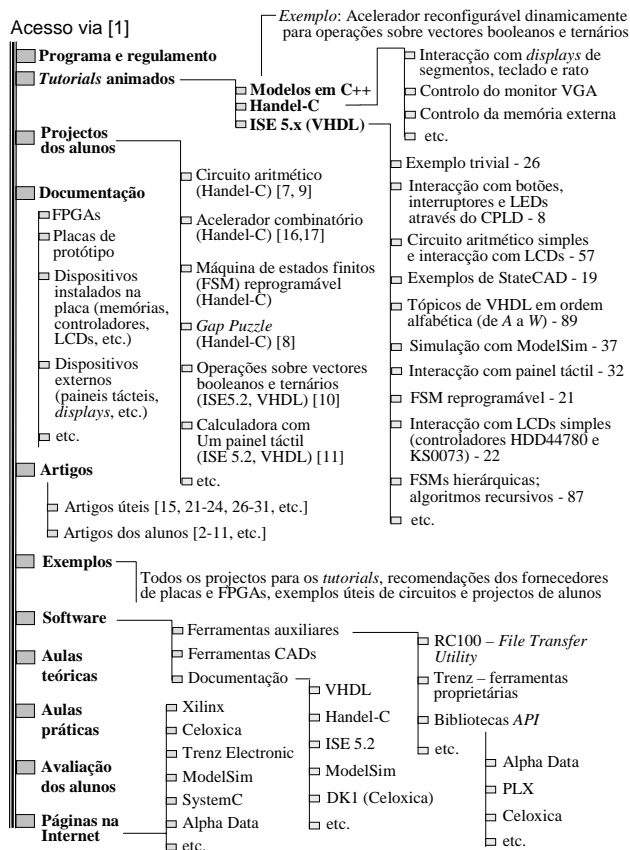 Acesso via [1]
Exemplo: Acelerador reconfigurável dinamicamente
para operações sobre vectores booleanos e ternários
Programa e regulamento
Tutorials animados
Modelos em C++
Handel-C
ISE 5.x (VHDL)
Interacção com displays de
segmentos, teclado e rato
Controlo do monitor VGA
Controlo da memória externa
etc.
Projectos
dos alunos
Circuito aritmético
(Handel-C) [7, 9]
Acelerador combinatório
(Handel-C) [16,17]
Máquina de estados finitos
(FSM) reprogramável
(Handel-C)
Gap Puzzle
(Handel-C) [8]
Operações sobre vectores
booleanos e ternários
(ISE5.2, VHDL) [10]
Calculadora com
Um painel táctil
(ISE 5.2, VHDL) [11]
etc.
Exemplo trivial - 26
Interacção com botões,
interruptores e LEDs
através do CPLD - 8
Circuito aritmético simples
e interacção com LCDs - 57
Exemplos de StateCAD - 19
Tópicos de VHDL em ordem
alfabética (de A a W) - 89
Simulação com ModelSim - 37
Interacção com painel táctil - 32
FSM reprogramável - 21
Interacção com LCDs simples
(controladores HDD44780 e
KS0073) - 22
FSMs hierárquicas;
algoritmos recursivos - 87
etc.
Documentação
FPGAs
Placas de
protótipo
Dispositivos
instalados na
placa (memórias,
controladores,
LCDs, etc.)
Dispositivos
externos
(paineis tácteis,
displays, etc.)
etc.
Artigos
Artigos úteis [15, 21-24, 26-31, etc.]
Artigos dos alunos [2-11, etc.]
Exemplos
Todos os projectos para os tutorials, recomendações dos fornecedores
de placas e FPGAs, exemplos úteis de circuitos e projectos de alunos
Software
Ferramentas auxiliares
Ferramentas CADs
Documentação
RC100 – File Transfer
Utility
Trenz – ferramentas
proprietárias
Bibliotecas API
etc.
Alpha Data
PLX
Celoxica
etc.
VHDL
Handel-C
ISE 5.2
ModelSim
DK1 (Celoxica)
etc.
Aulas
teóricas
Aulas
práticas
Avaliação
dos alunos
Páginas na
Internet
Xilinx
Celoxica
Trenz Electronic
ModelSim
SystemC
Alpha Data
etc.